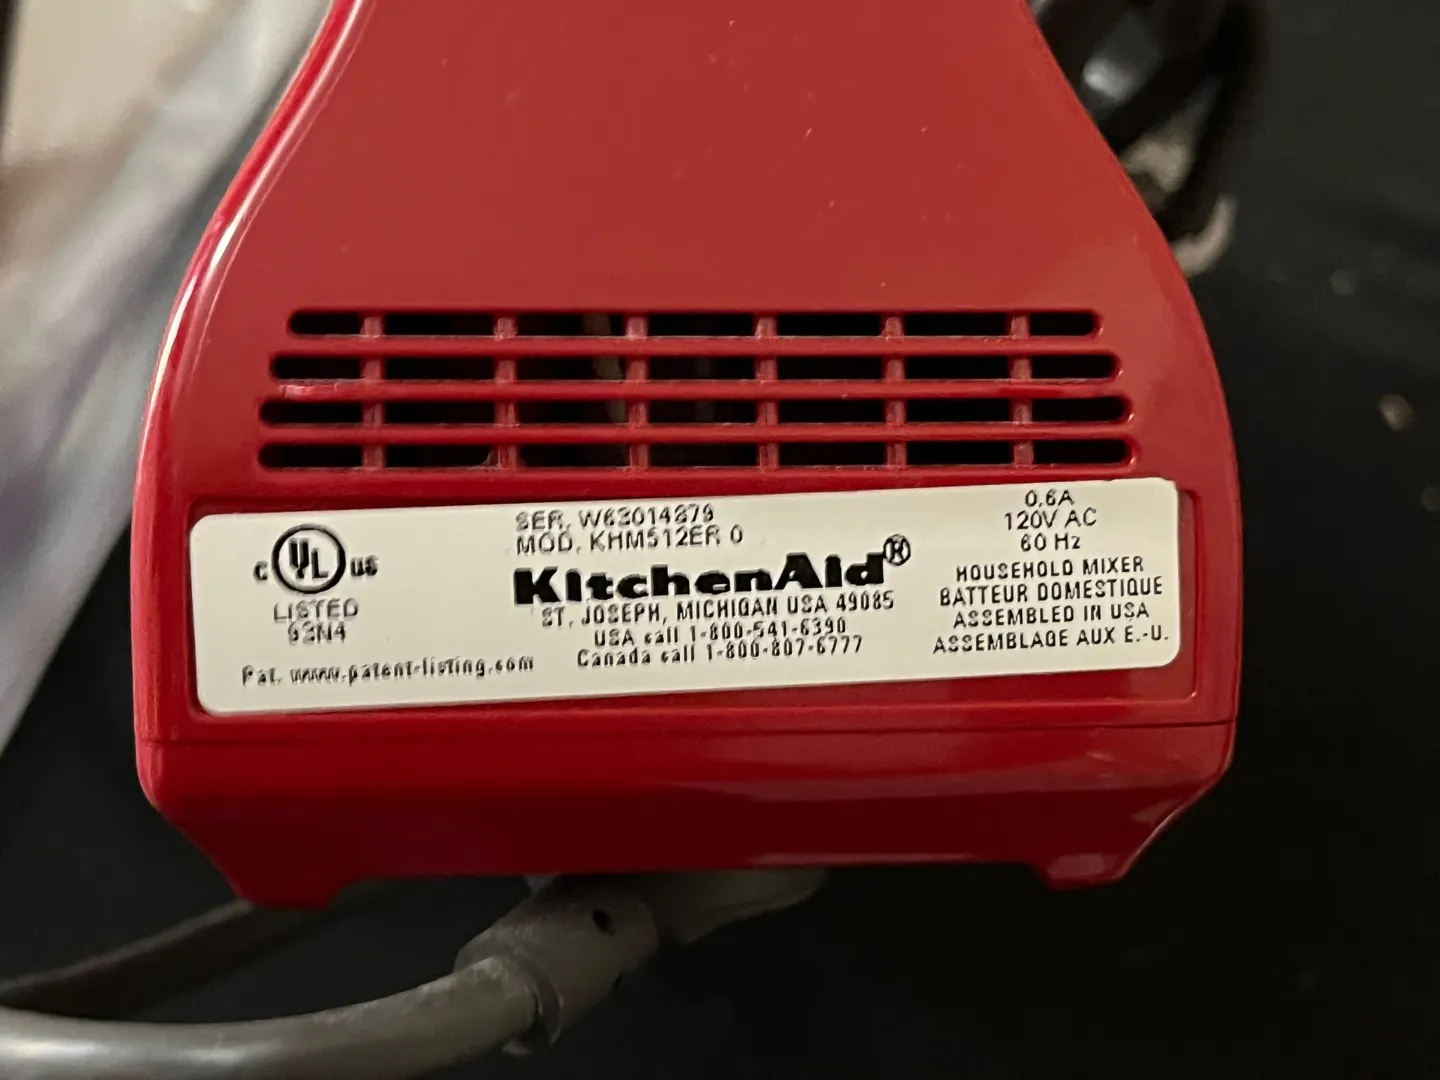 SER. W63014879
MOD. KHM512ER 0
KitchenAid®
ST. JOSEPH, MICHIGAN USA 49085
USA call 1-800-541-6390
Canada call 1-800-807-6777
C UL US
LISTED
93N4
Pat. www.patent-listing.com
0.6A
120V AC
60 Hz
HOUSEHOLD MIXER
BATTEUR DOMESTIQUE
ASSEMBLED IN USA
ASSEMBLAGE AUX E.-U.